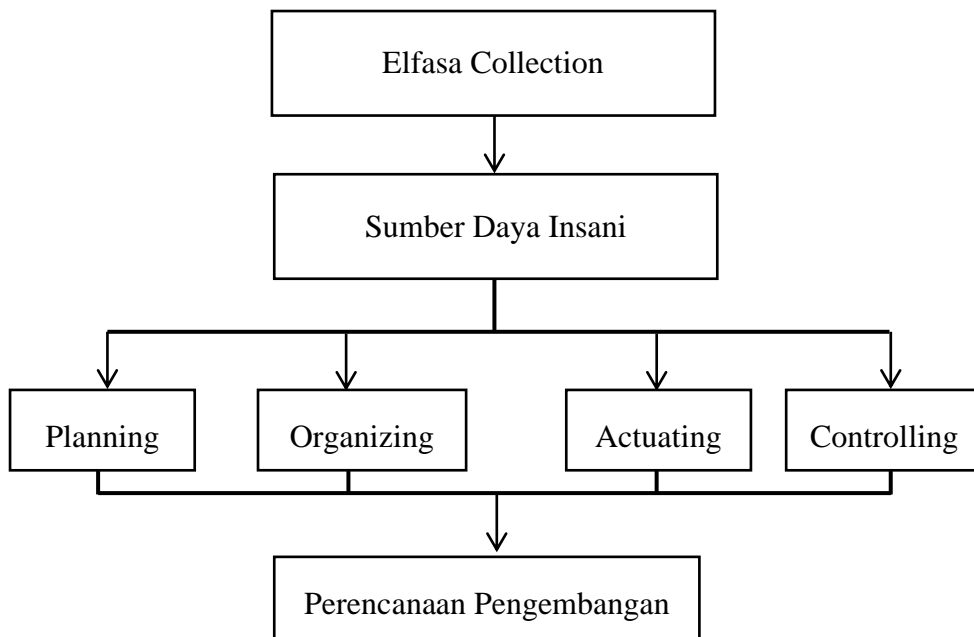 Elfasa Collection
Sumber Daya Insani
Planning
Organizing
Actuating
Controlling
Perencanaan Pengembangan